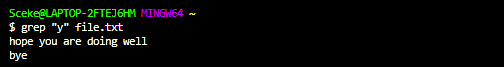 Sceke@LAPTOP-2FTEJ6HM MINGW64 ~
$ grep "y" file.txt
hope you are doing well
bye